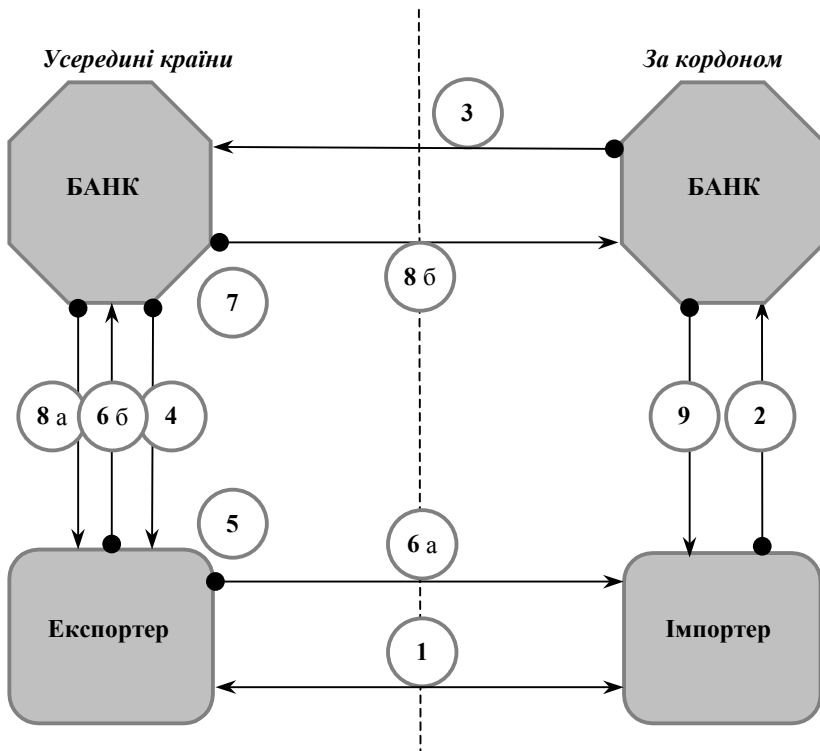 Усередині країни
За кордоном
3
БАНК
БАНК
8 б
7
8 а
6 б
4
9
2
5
6 а
Експортер
Імпортер
1